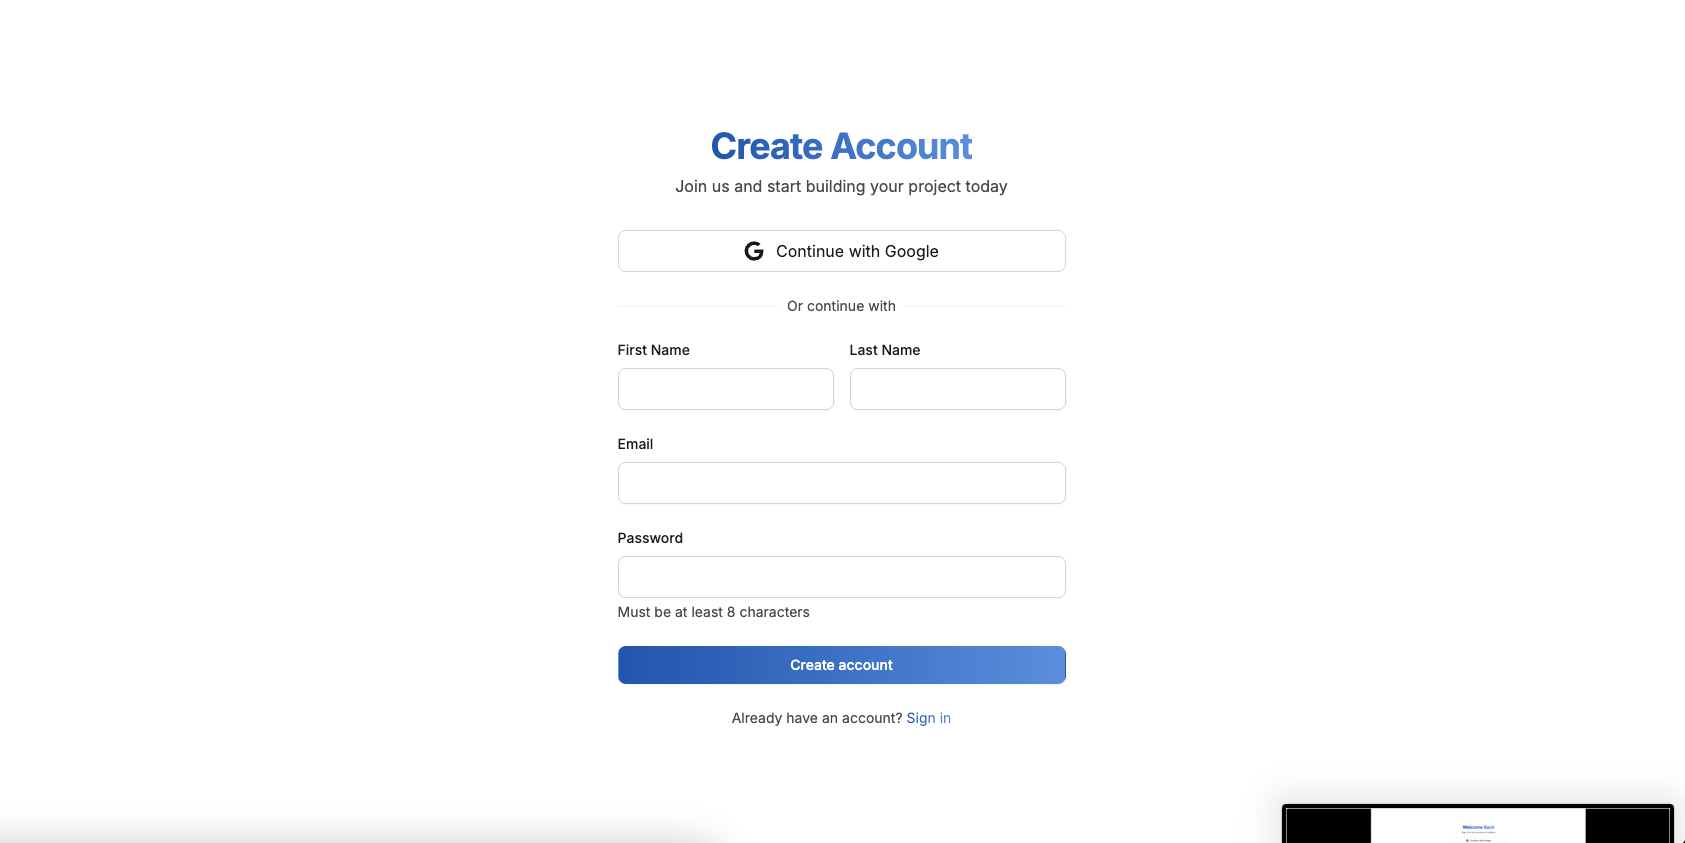 Create Account
Join us and start building your project today
Continue with Google
Or continue with
First Name
Last Name
Email
Password
Must be at least 8 characters
Create account
Already have an account? Sign in
Welcome Back